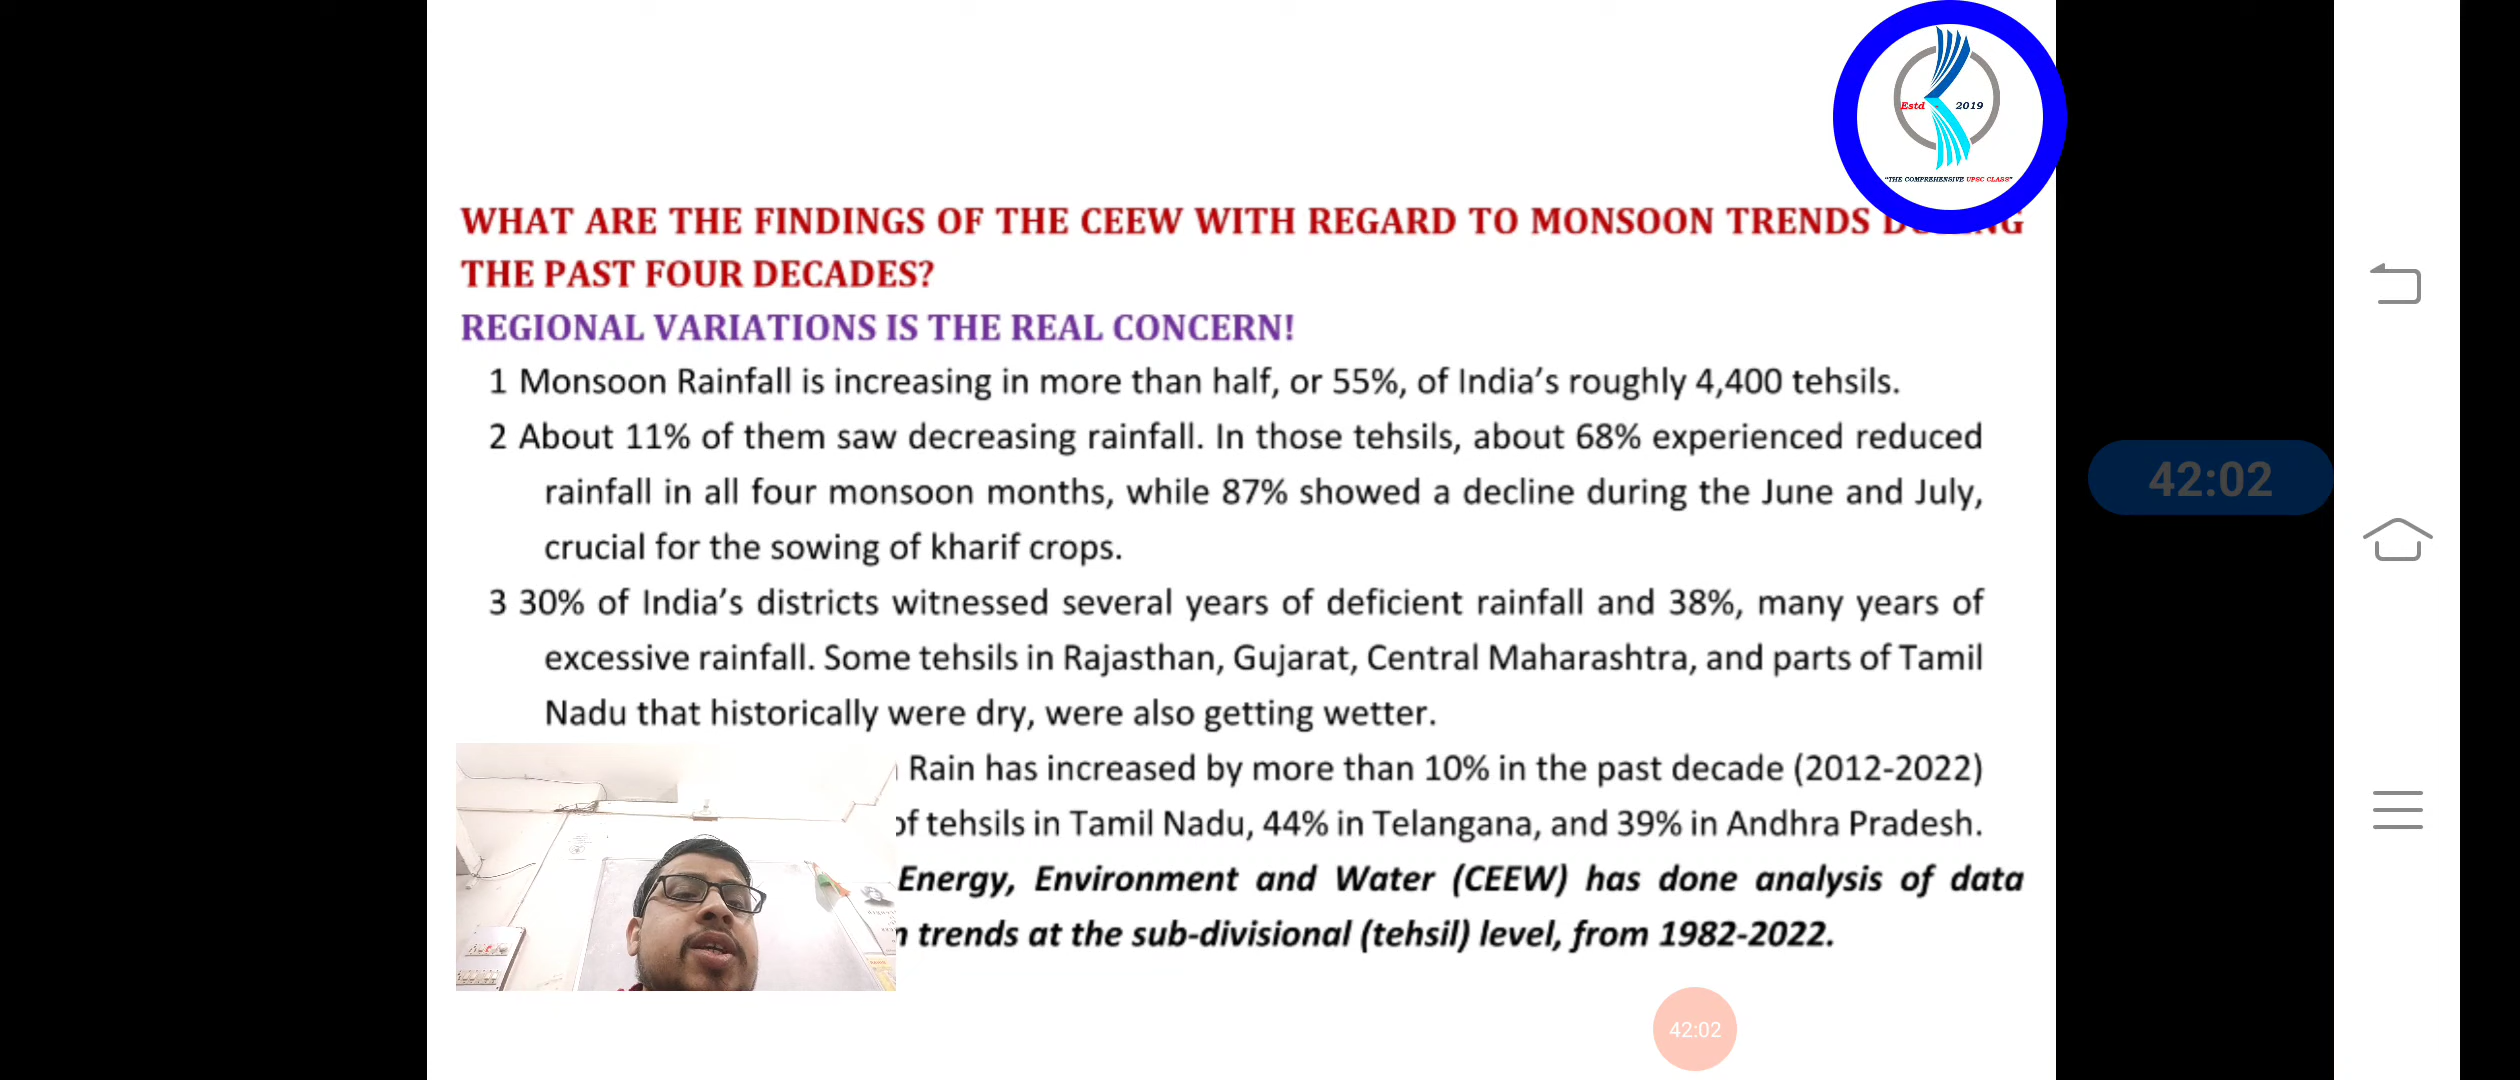 Estd 2019
"THE COMPREHENSIVE UPSC CLASS"
WHAT ARE THE FINDINGS OF THE CEEW WITH REGARD TO MONSOON TRENDS
THE PAST FOUR DECADES?
REGIONAL VARIATIONS IS THE REAL CONCERN!
1 Monsoon Rainfall is increasing in more than half, or 55%, of India's roughly 4,400 tehsils.
2 About 11% of them saw decreasing rainfall. In those tehsils, about 68% experienced reduced
rainfall in all four monsoon months, while 87% showed a decline during the June and July,
crucial for the sowing of kharif crops.
3 30% of India's districts witnessed several years of deficient rainfall and 38%, many years of
excessive rainfall. Some tehsils in Rajasthan, Gujarat, Central Maharashtra, and parts of Tamil
Nadu that historically were dry, were also getting wetter.
Rain has increased by more than 10% in the past decade (2012-2022)
of tehsils in Tamil Nadu, 44% in Telangana, and 39% in Andhra Pradesh.
Energy, Environment and Water (CEEW) has done analysis of data
trends at the sub-divisional (tehsil) level, from 1982-2022.
42:02
42:02